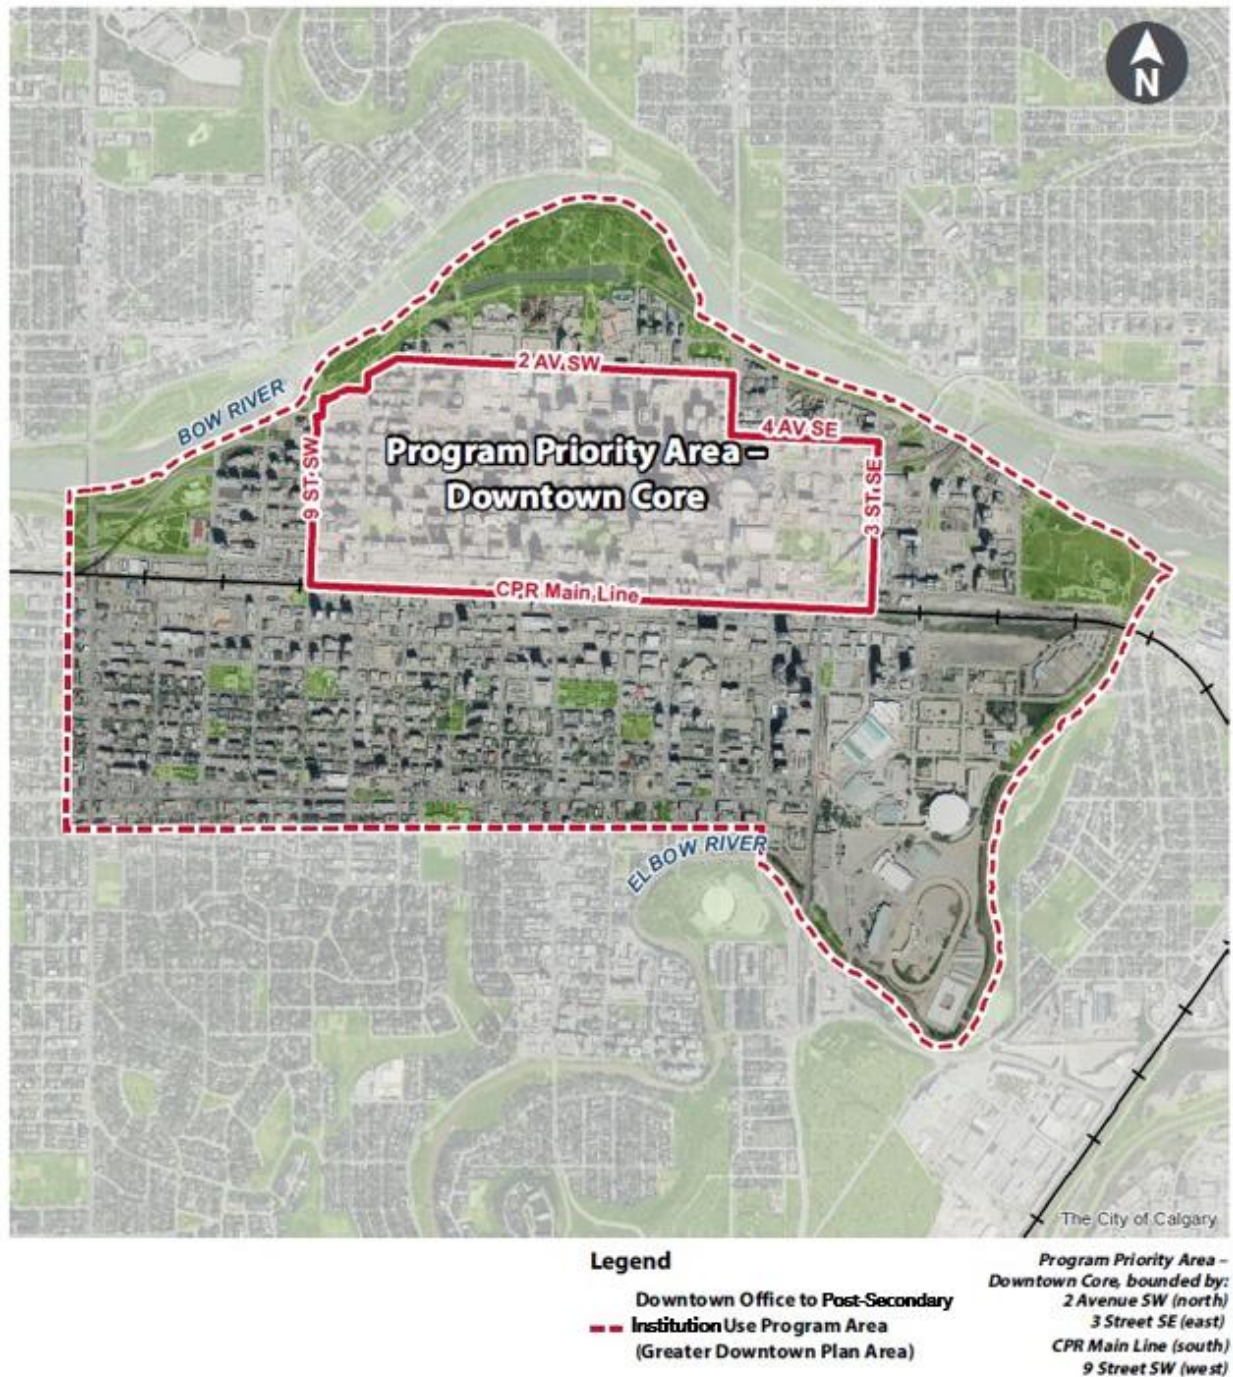 N
2 AV SW
BOW RIVER
4 AV SE
Program Priority Area –
Downtown Core
9 ST SW
3 ST SE
CPR Main Line
ELBOW RIVER
The City of Calgary
Legend
Downtown Office to Post-Secondary
Institution Use Program Area
(Greater Downtown Plan Area)
Program Priority Area –
Downtown Core, bounded by:
2 Avenue SW (north)
3 Street SE (east)
CPR Main Line (south)
9 Street SW (west)